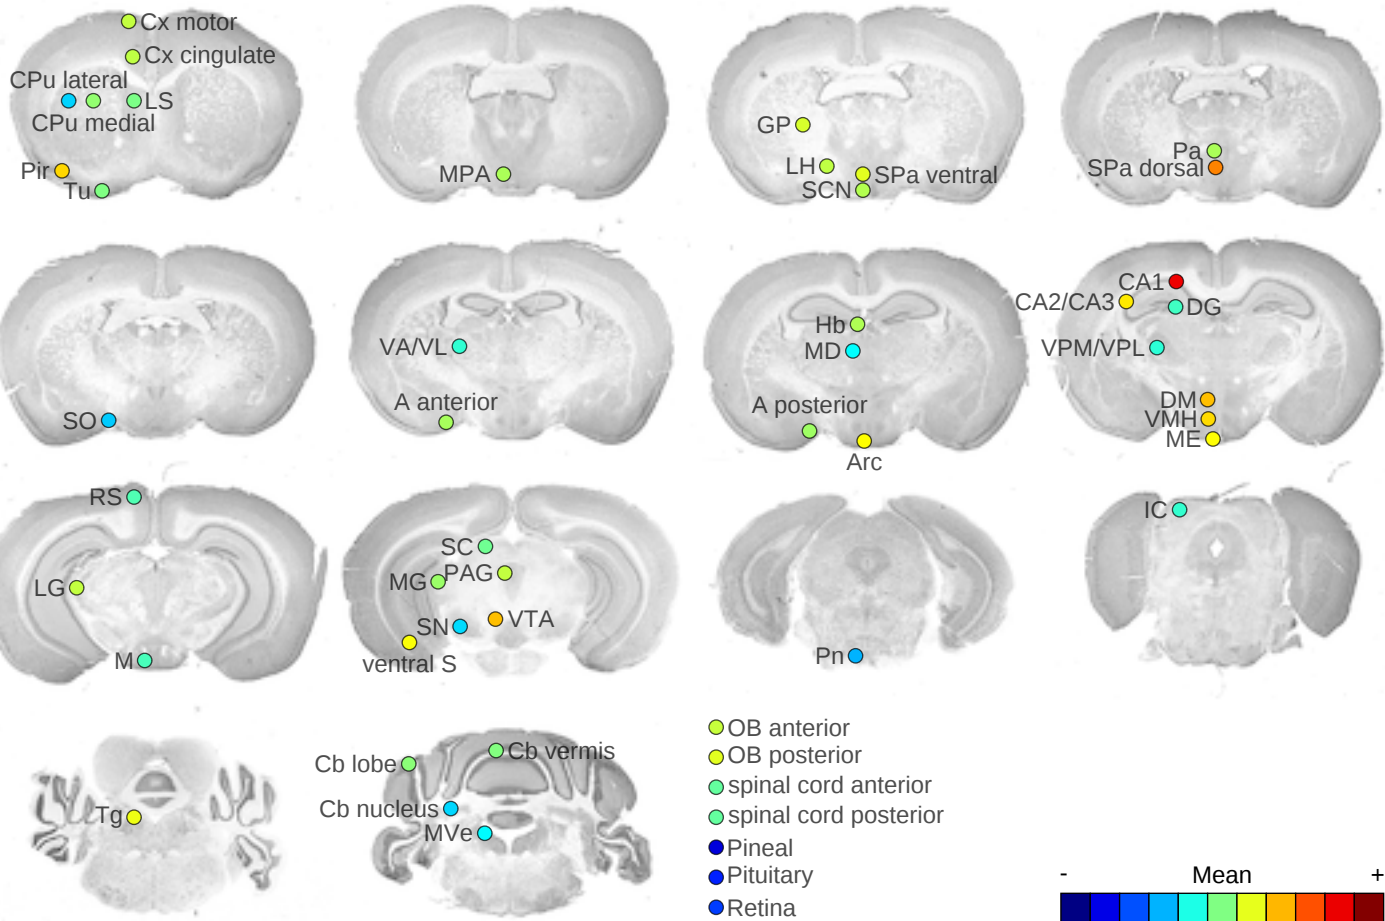 Cx motor
Cx cingulate
CPu lateral
LS
CPu medial
Pir
Tu
MPA
GP
LH
SPa ventral
SCN
Pa
SPa dorsal
SO
VA/VL
A anterior
Hb
MD
A posterior
Arc
CA1
CA2/CA3
DG
VPM/VPL
DM
VMH
ME
RS
LG
M
SC
PAG
MG
SN
VTA
ventral S
Pn
IC
Tg
Cb vermis
Cb lobe
Cb nucleus
MVe
OB anterior
OB posterior
spinal cord anterior
spinal cord posterior
Pineal
Pituitary
Retina
- Mean +